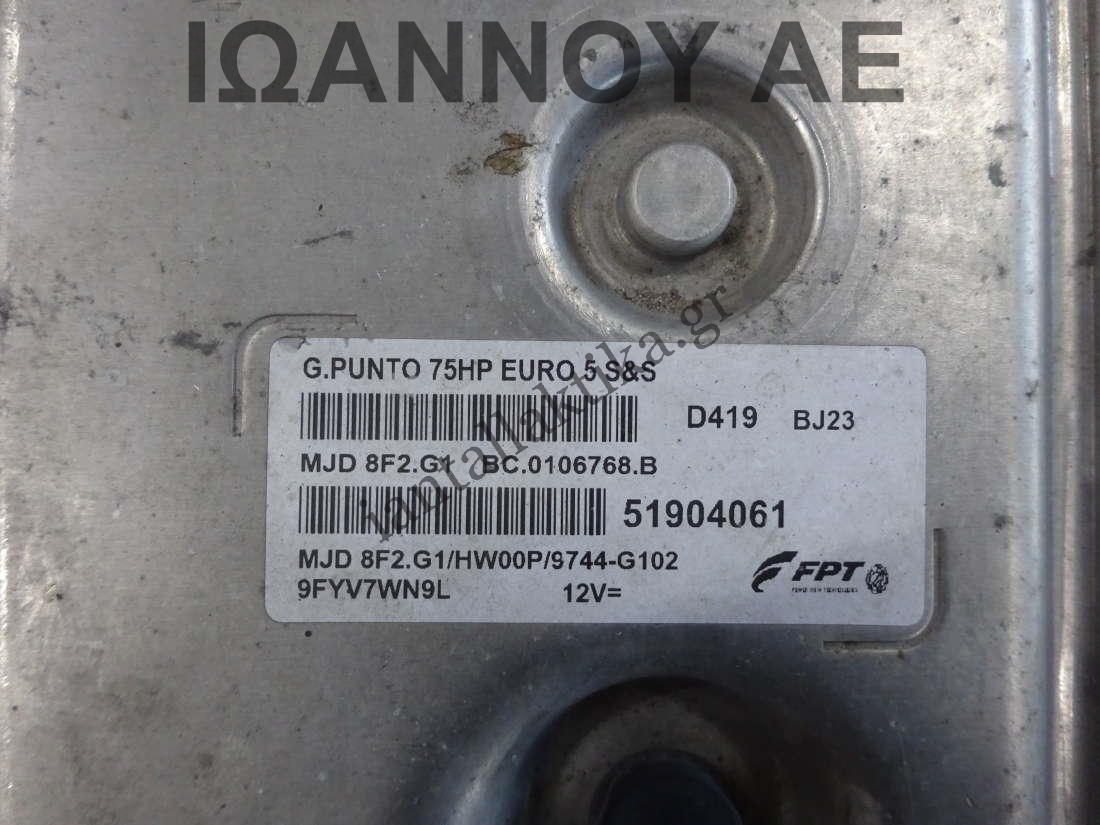 ΙΩΑΝΝΟΥ ΑΕ
iantallaktika.gr
G.PUNTO 75HP EURO 5 S&S
D419 BJ23
MJD 8F2.G1 BC.0106768.B
51904061
MJD 8F2.G1/HW00P/9744-G102
9FYV7WN9L 12V=
FPT